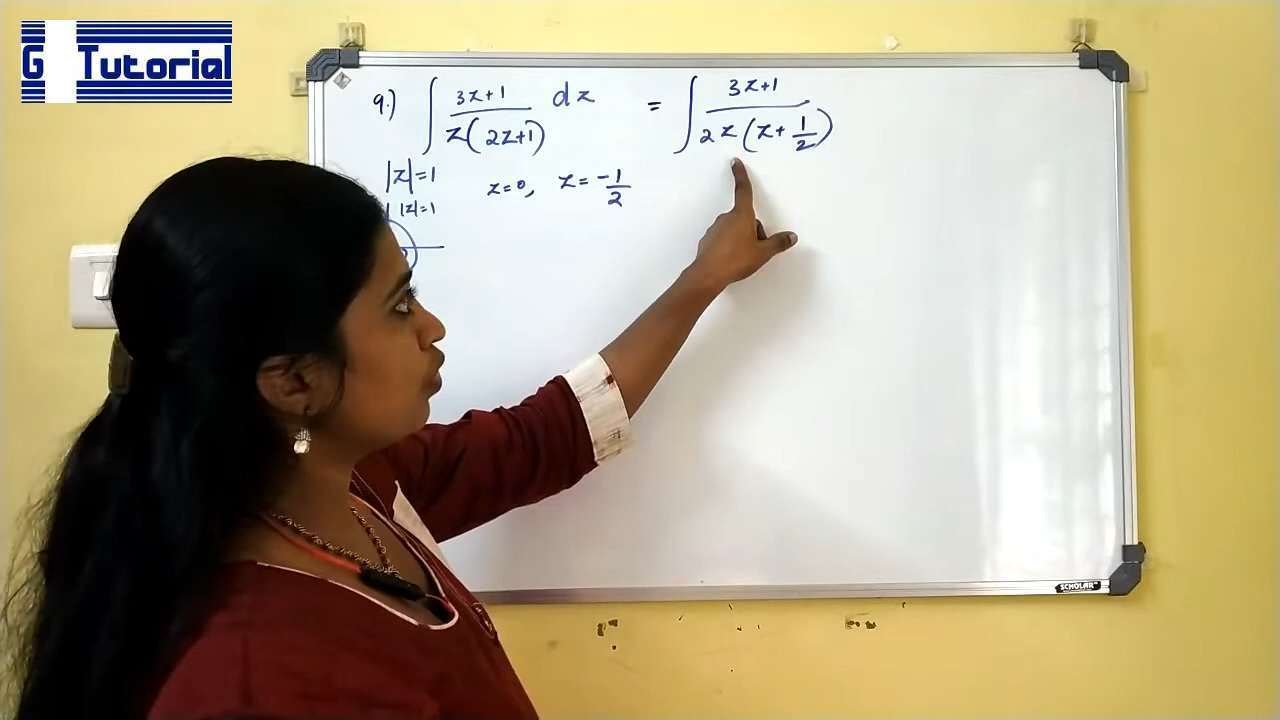 G Tutorial
9.) ∫ 3z+1 / z(2z+1) dz = ∫ 3z+1 / 2z(z+1/2)
|z|=1 z=0, z=-1/2
|z|=1
SCHOLAR